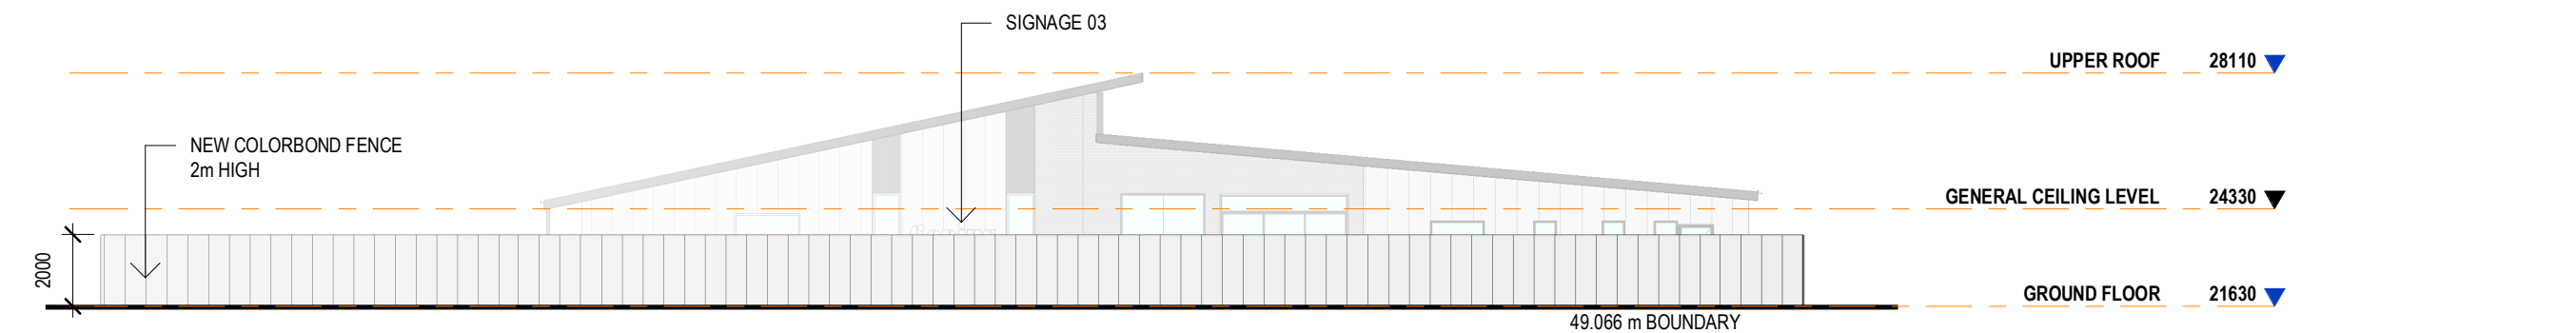 SIGNAGE 03
UPPER ROOF 28110
NEW COLORBOND FENCE
2m HIGH
GENERAL CEILING LEVEL 24330
2000
GROUND FLOOR 21630
49.066 m BOUNDARY